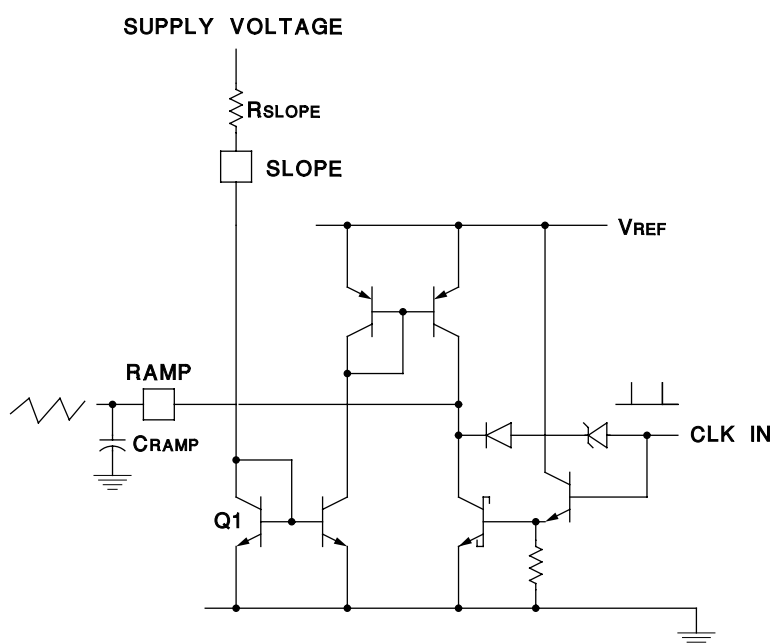 SUPPLY VOLTAGE
RSLOPE
SLOPE
VREF
RAMP
CRAMP
CLK IN
Q1